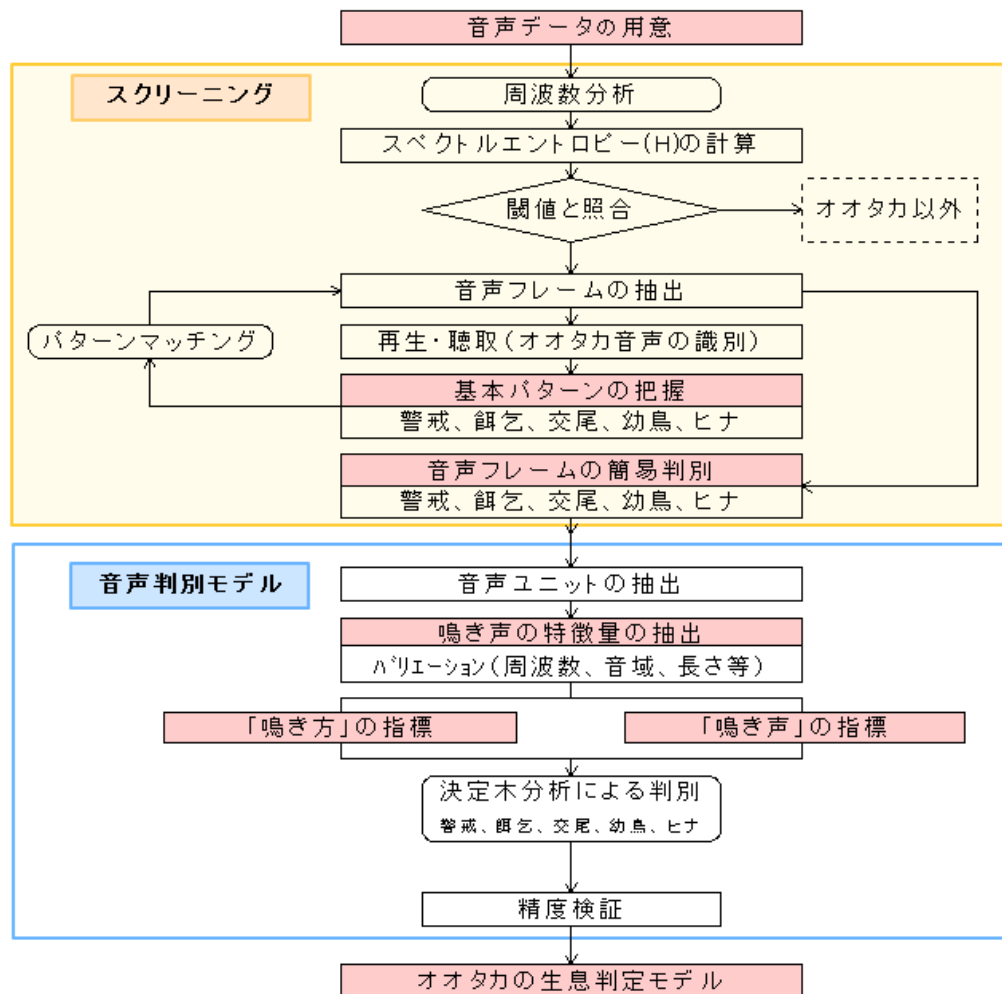 音声データの用意
スクリーニング
周波数分析
スペクトルエントロピー(H)の計算
閾値と照合
オオタカ以外
音声フレームの抽出
パターンマッチング
再生・聴取(オオタカ音声の識別)
基本パターンの把握
警戒、餌乞、交尾、幼鳥、ヒナ
音声フレームの簡易判別
警戒、餌乞、交尾、幼鳥、ヒナ
音声判別モデル
音声ユニットの抽出
鳴き声の特徴量の抽出
バリエーション(周波数、音域、長さ等)
「鳴き方」の指標
「鳴き声」の指標
決定木分析による判別
警戒、餌乞、交尾、幼鳥、ヒナ
精度検証
オオタカの生息判定モデル